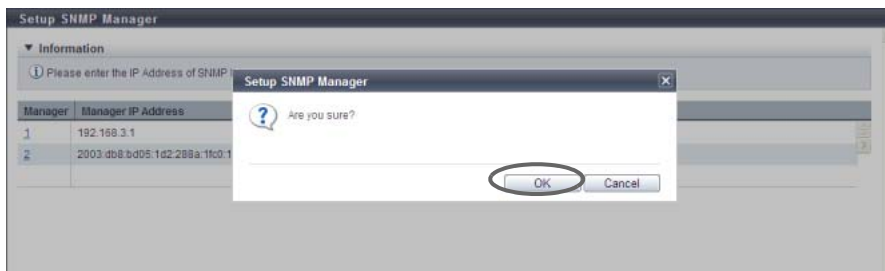 Setup SNMP Manager
Information
Please enter the IP Address of SNMP
Setup SNMP Manager
Are you sure?
OK
Cancel
Manager
Manager IP Address
1
192.168.3.1
2
2003:db8:bd05:1d2:288a:1fc0:1